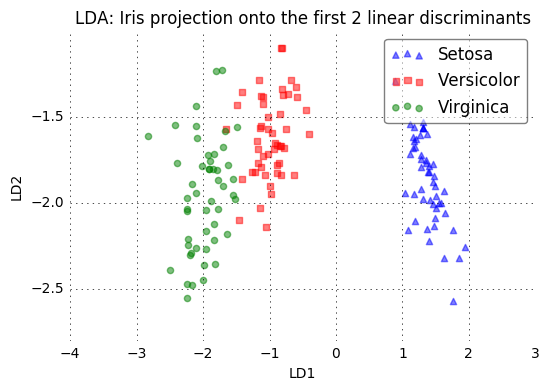 LDA: Iris projection onto the first 2 linear discriminants
Setosa
Versicolor
Virginica
−1.5
−2.0
−2.5
LD2
−4 −3 −2 −1 0 1 2 3
LD1